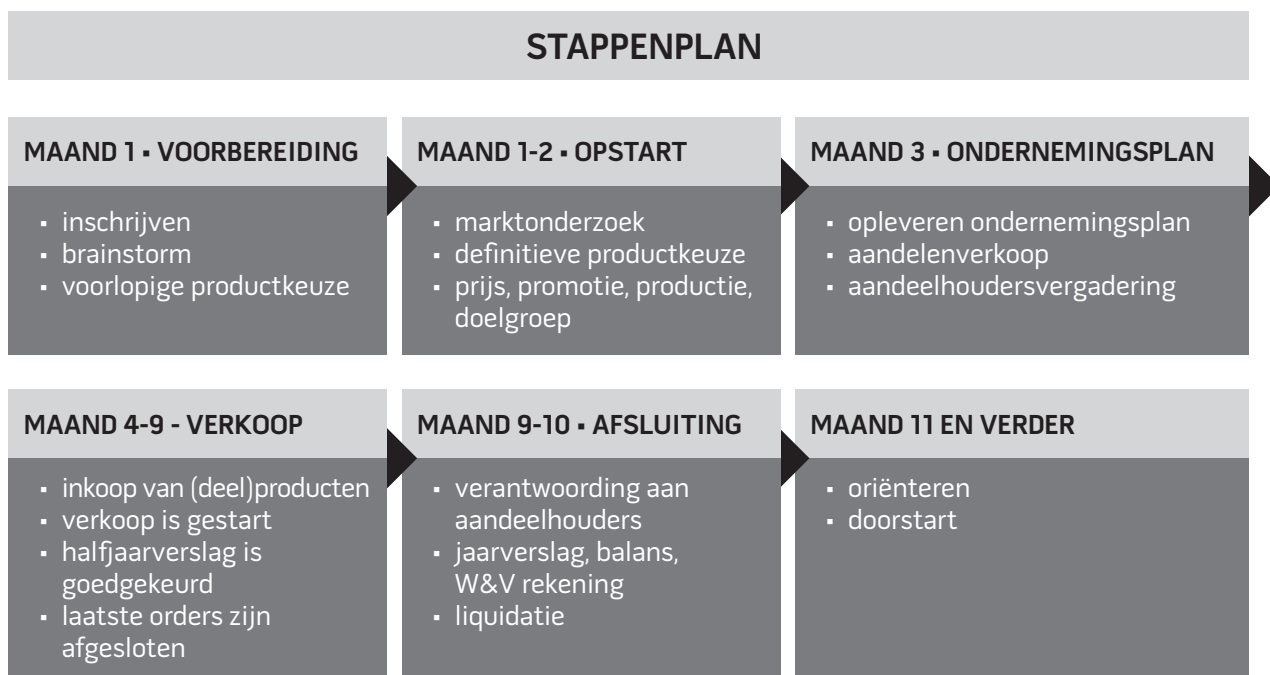 STAPPENPLAN
MAAND 1 ▪ VOORBEREIDING
▪ inschrijven
▪ brainstorm
▪ voorlopige productkeuze
MAAND 1-2 ▪ OPSTART
▪ marktonderzoek
▪ definitieve productkeuze
▪ prijs, promotie, productie,
doelgroep
MAAND 3 ▪ ONDERNEMINGSPLAN
▪ opleveren ondernemingsplan
▪ aandelenverkoop
▪ aandeelhoudersvergadering
MAAND 4-9 - VERKOOP
▪ inkoop van (deel)producten
▪ verkoop is gestart
▪ halfjaarverslag is
goedgekeurd
▪ laatste orders zijn
afgesloten
MAAND 9-10 ▪ AFSLUITING
▪ verantwoording aan
aandeelhouders
▪ jaarverslag, balans,
W&V rekening
▪ liquidatie
MAAND 11 EN VERDER
▪ oriënteren
▪ doorstart